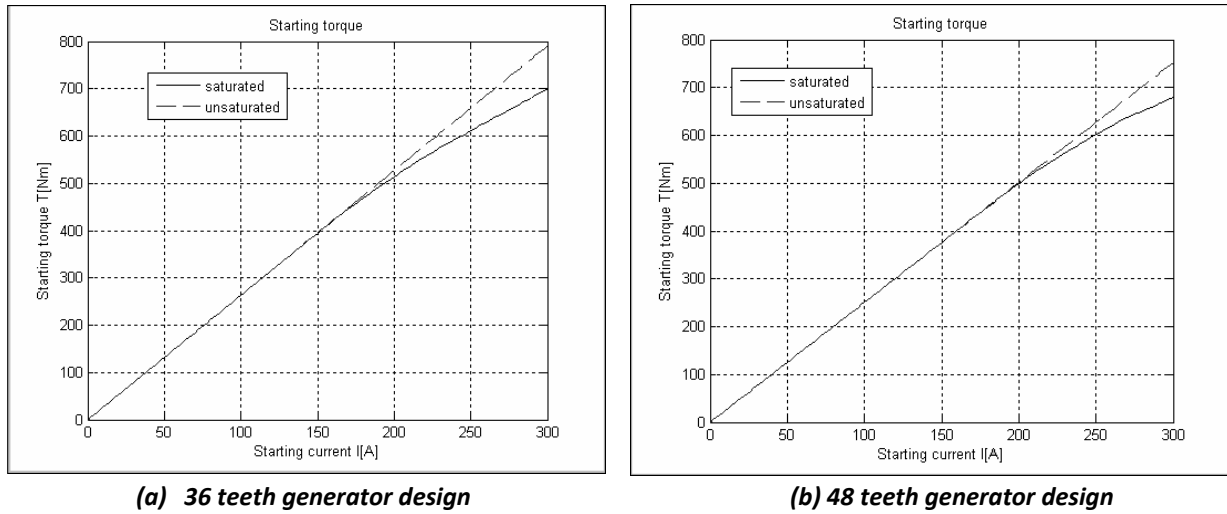 Starting torque
800
700
600
500
400
300
200
100
0
Starting torque T[Nm]
saturated
unsaturated
0 50 100 150 200 250 300
Starting current I[A]
(a) 36 teeth generator design
Starting torque
800
700
600
500
400
300
200
100
0
Starting torque T[Nm]
saturated
unsaturated
0 50 100 150 200 250 300
Starting current I[A]
(b) 48 teeth generator design